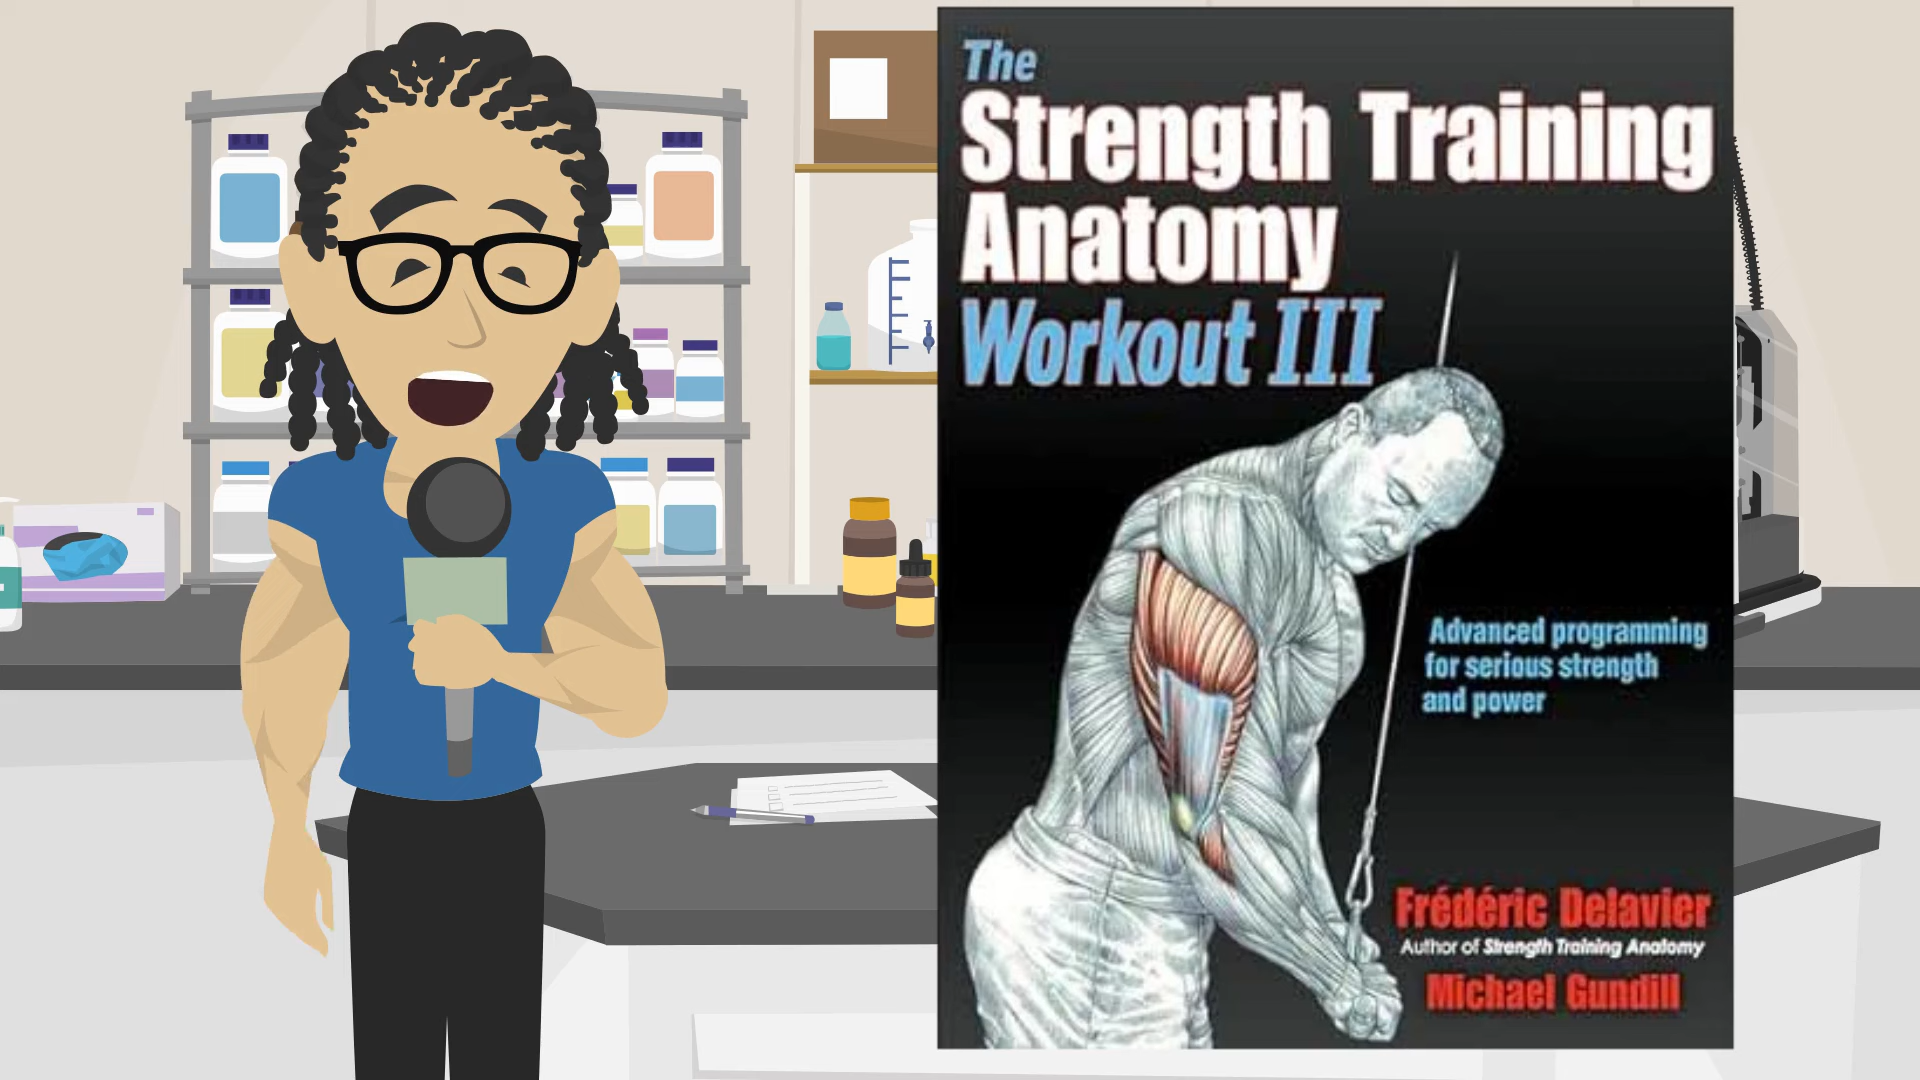 The
Strength Training
Anatomy
Workout III
Advanced programming
for serious strength
and power
Frédéric Delavier
Author of Strength Training Anatomy
Michael Gundill